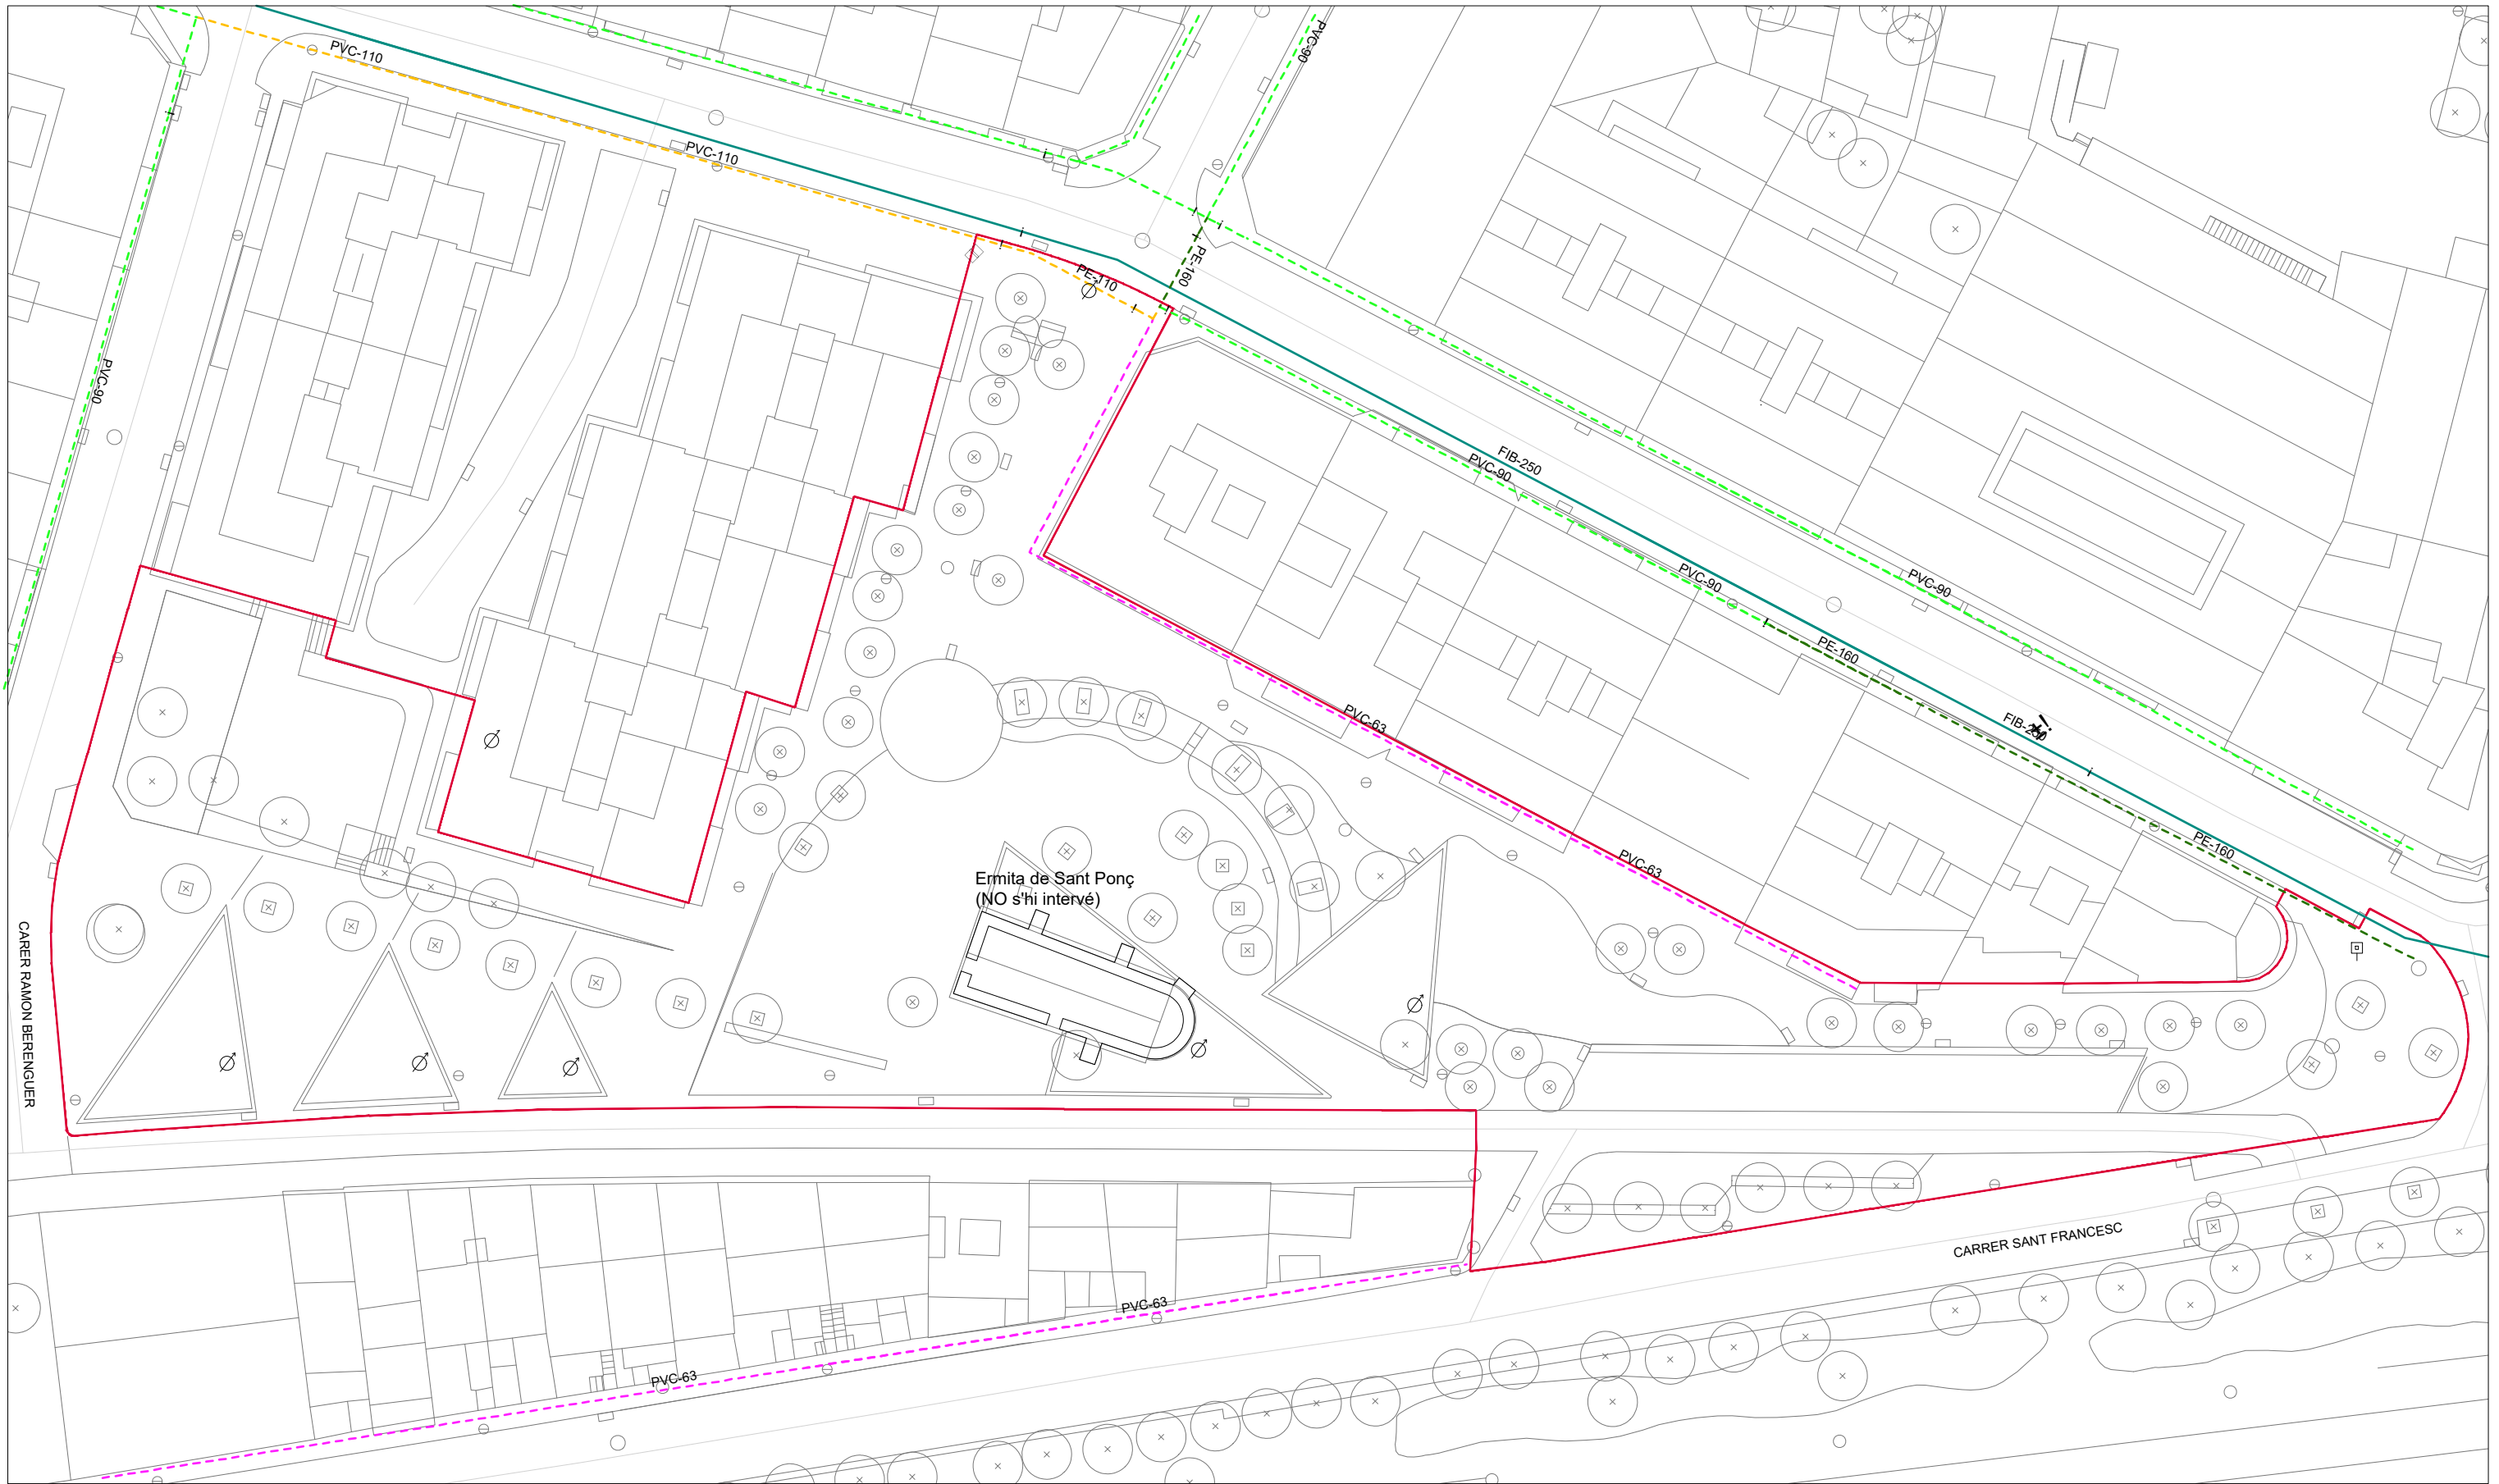 PVC-110
PVC-90
PVC-110
PE-160
PE-110
PVC-90
FIB-250
PVC-90
PVC-90
PVC-90
PE-160
PVC-63
FIB-250
PE-160
PVC-63
Ermita de Sant Ponç
(NO s'hi intervé)
CARER RAMON BERENGUER
CARRER SANT FRANCESC
PVC-63
PVC-63